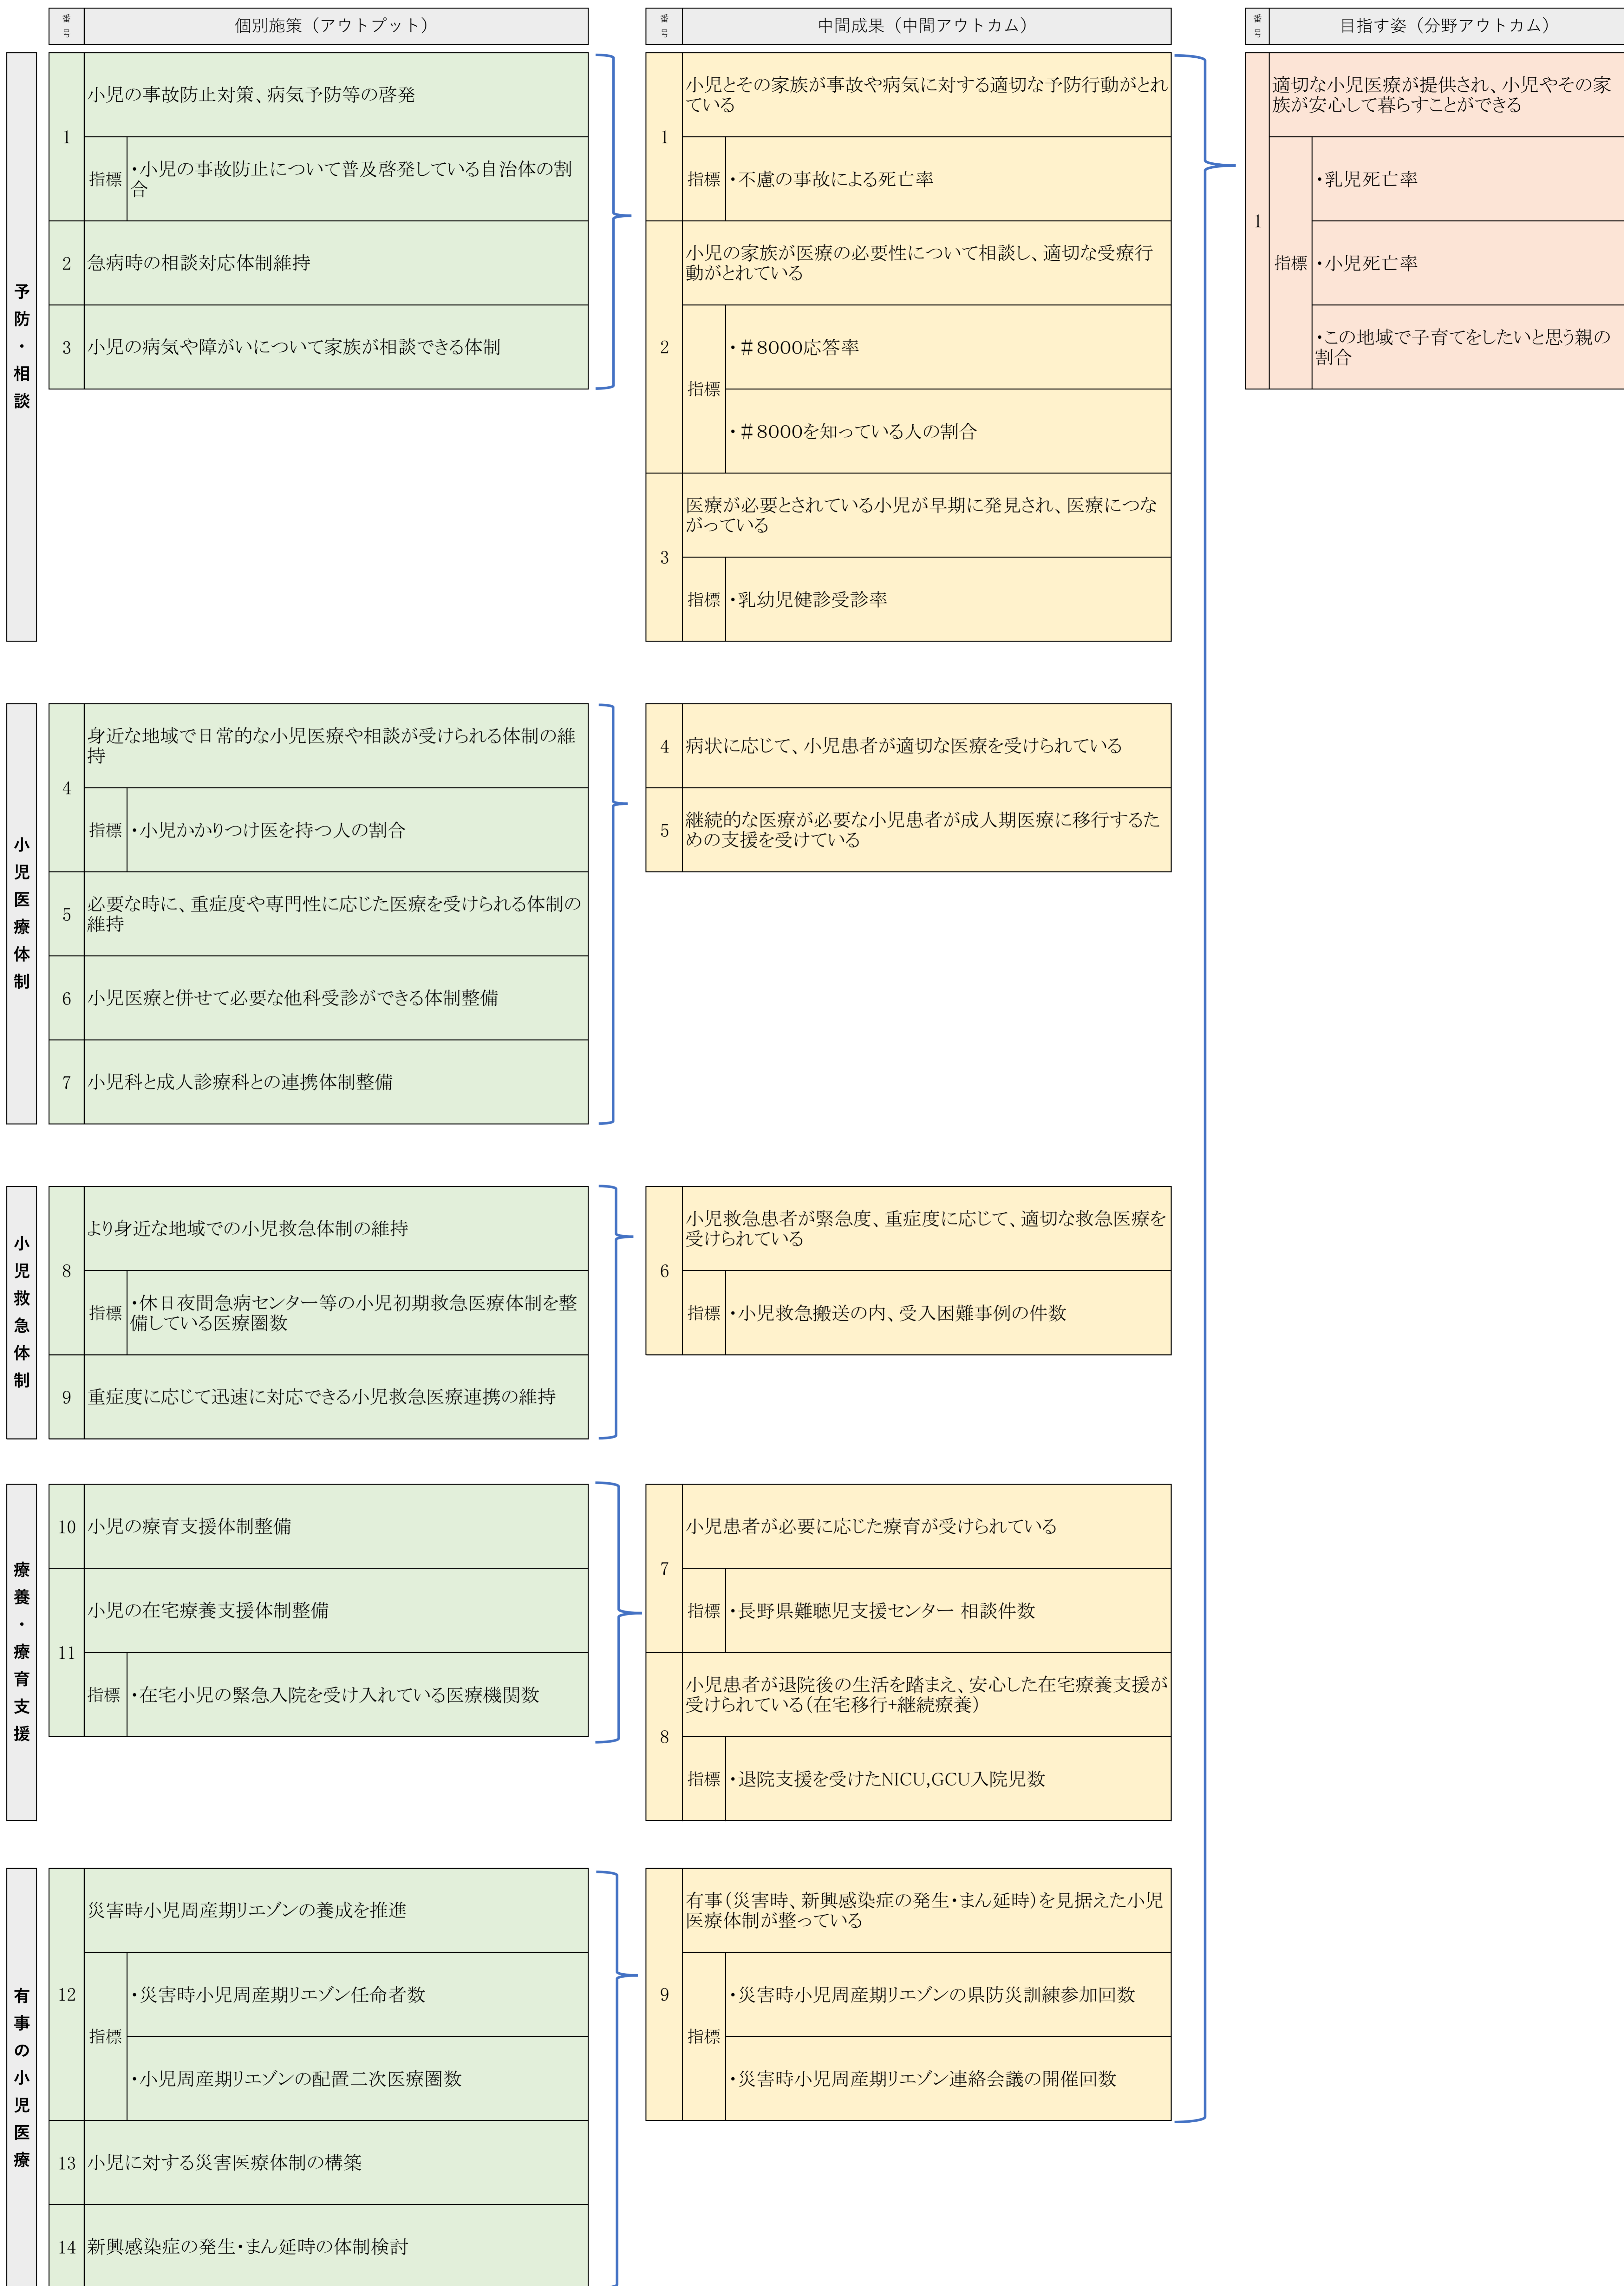 番号
個別施策（アウトプット）
番号
中間成果（中間アウトカム）
番号
目指す姿（分野アウトカム）
予防・相談
1
小児の事故防止対策、病気予防等の啓発
指標
・小児の事故防止について普及啓発している自治体の割
合
2
急病時の相談対応体制維持
3
小児の病気や障がいについて家族が相談できる体制
1
小児とその家族が事故や病気に対する適切な予防行動がとれ
ている
指標
・不慮の事故による死亡率
2
小児の家族が医療の必要性について相談し、適切な受療行
動がとれている
指標
・＃8000応答率
・＃8000を知っている人の割合
3
医療が必要とされている小児が早期に発見され、医療につな
がっている
指標
・乳幼児健診受診率
1
適切な小児医療が提供され、小児やその家
族が安心して暮らすことができる
指標
・乳児死亡率
・小児死亡率
・この地域で子育てをしたいと思う親の
割合
小児医療体制
4
身近な地域で日常的な小児医療や相談が受けられる体制の維
持
指標
・小児かかりつけ医を持つ人の割合
5
必要な時に、重症度や専門性に応じた医療を受けられる体制の
維持
6
小児医療と併せて必要な他科受診ができる体制整備
7
小児科と成人診療科との連携体制整備
4
病状に応じて、小児患者が適切な医療を受けられている
5
継続的な医療が必要な小児患者が成人期医療に移行するた
めの支援を受けている
小児救急体制
8
より身近な地域での小児救急体制の維持
指標
・休日夜間急病センター等の小児初期救急医療体制を整
備している医療圏数
9
重症度に応じて迅速に対応できる小児救急医療連携の維持
6
小児救急患者が緊急度、重症度に応じて、適切な救急医療を
受けられている
指標
・小児救急搬送の内、受入困難事例の件数
療養・療育支援
10
小児の療育支援体制整備
11
小児の在宅療養支援体制整備
指標
・在宅小児の緊急入院を受け入れている医療機関数
7
小児患者が必要に応じた療育が受けられている
指標
・長野県難聴児支援センター 相談件数
8
小児患者が退院後の生活を踏まえ、安心した在宅療養支援が
受けられている（在宅移行+継続療養）
指標
・退院支援を受けたNICU,GCU入院児数
有事の小児医療
12
災害時小児周産期リエゾンの養成を推進
指標
・災害時小児周産期リエゾン任命者数
・小児周産期リエゾンの配置二次医療圏数
13
小児に対する災害医療体制の構築
14
新興感染症の発生・まん延時の体制検討
9
有事（災害時、新興感染症の発生・まん延時）を見据えた小児
医療体制が整っている
指標
・災害時小児周産期リエゾンの県防災訓練参加回数
・災害時小児周産期リエゾン連絡会議の開催回数